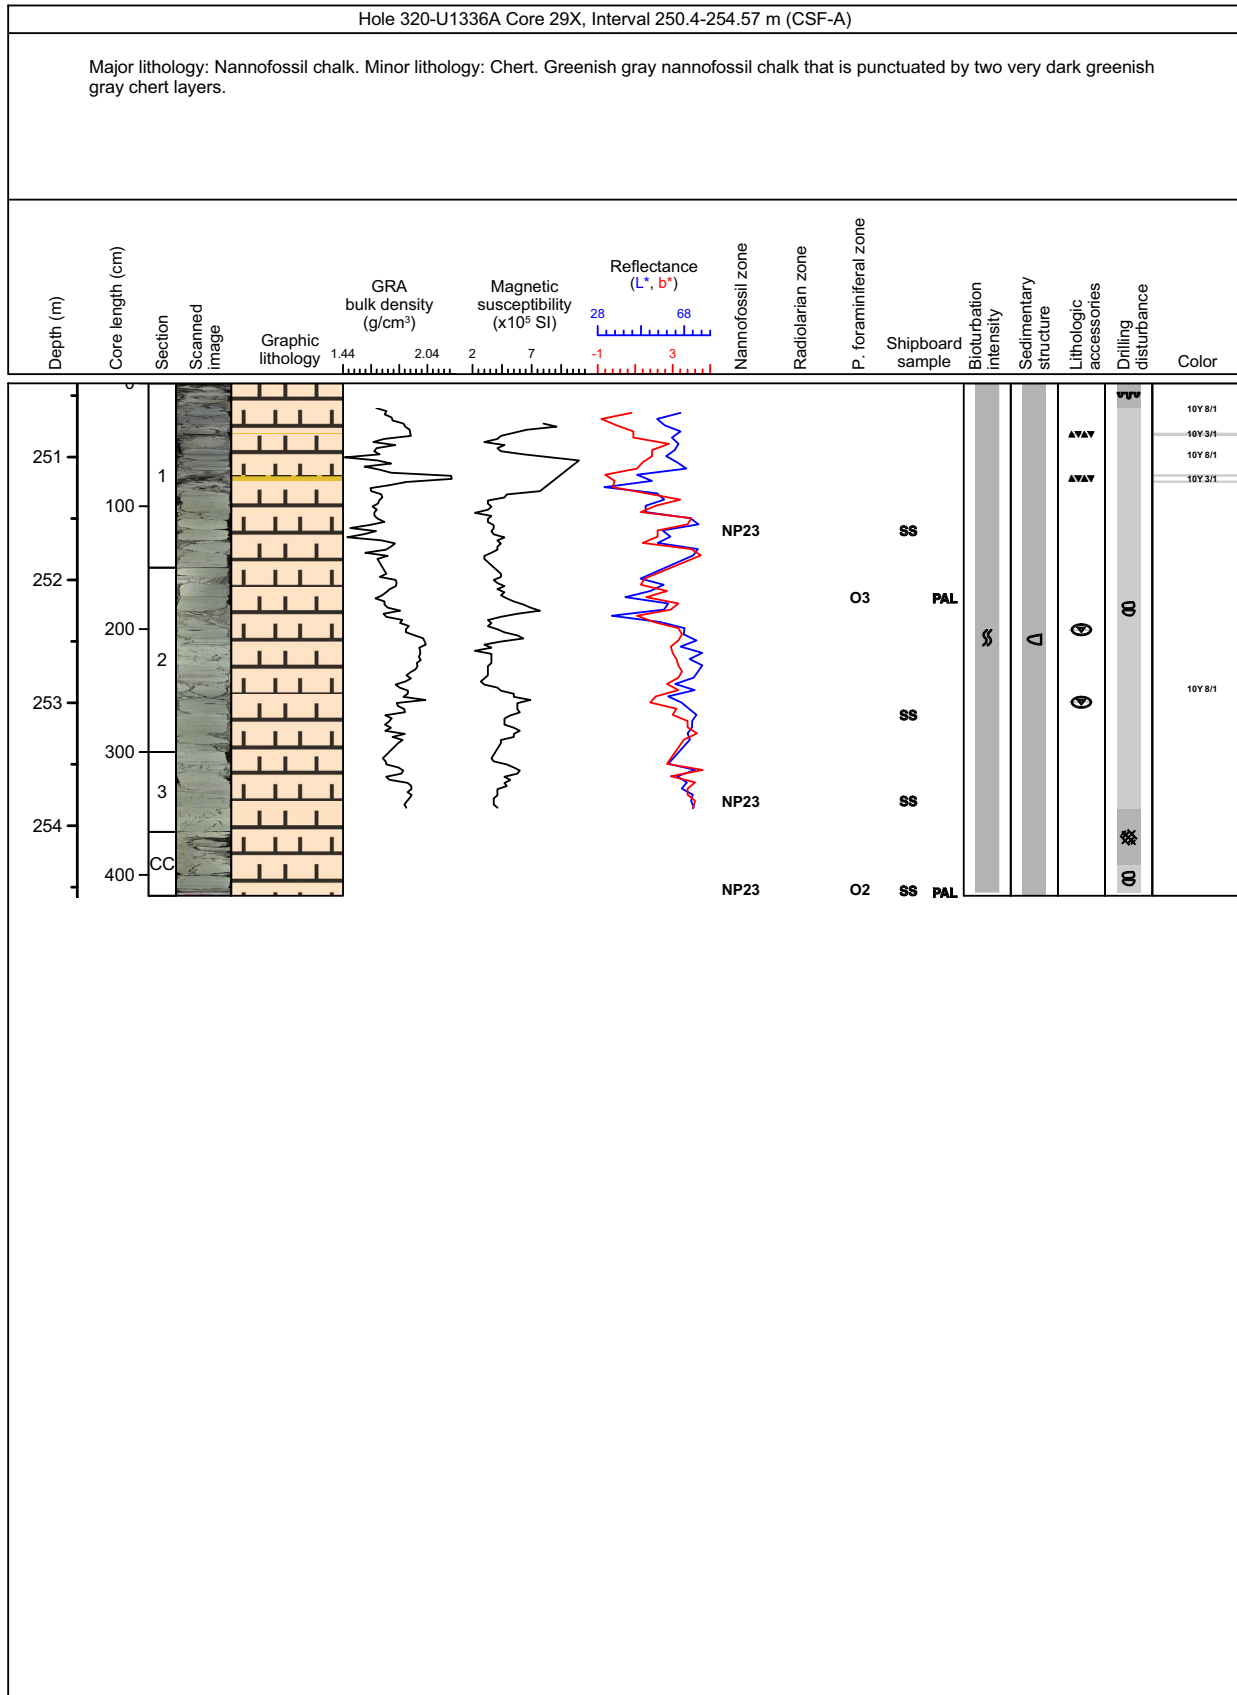 Hole 320-U1336A Core 29X, Interval 250.4-254.57 m (CSF-A)
Major lithology: Nannofossil chalk. Minor lithology: Chert. Greenish gray nannofossil chalk that is punctuated by two very dark greenish
gray chert layers.
Depth (m)
Core length (cm)
Section
Scanned
image
Graphic
lithology
GRA
bulk density
(g/cm³)
1.44 2.04
Magnetic
susceptibility
(x10⁵ SI)
2 7
Reflectance
(L*, b*)
28 68
-1 3
Nannofossil zone
Radiolarian zone
P. foraminiferal zone
Shipboard
sample
Bioturbation
intensity
Sedimentary
structure
Lithologic
accessories
Drilling
disturbance
Color
0
10Y 8/1
10Y 3/1
251
10Y 8/1
1
10Y 3/1
100
NP23 SS
252
O3 PAL
200
2
10Y 8/1
253
SS
300
3
NP23 SS
254
CC
400
NP23 O2 SS PAL